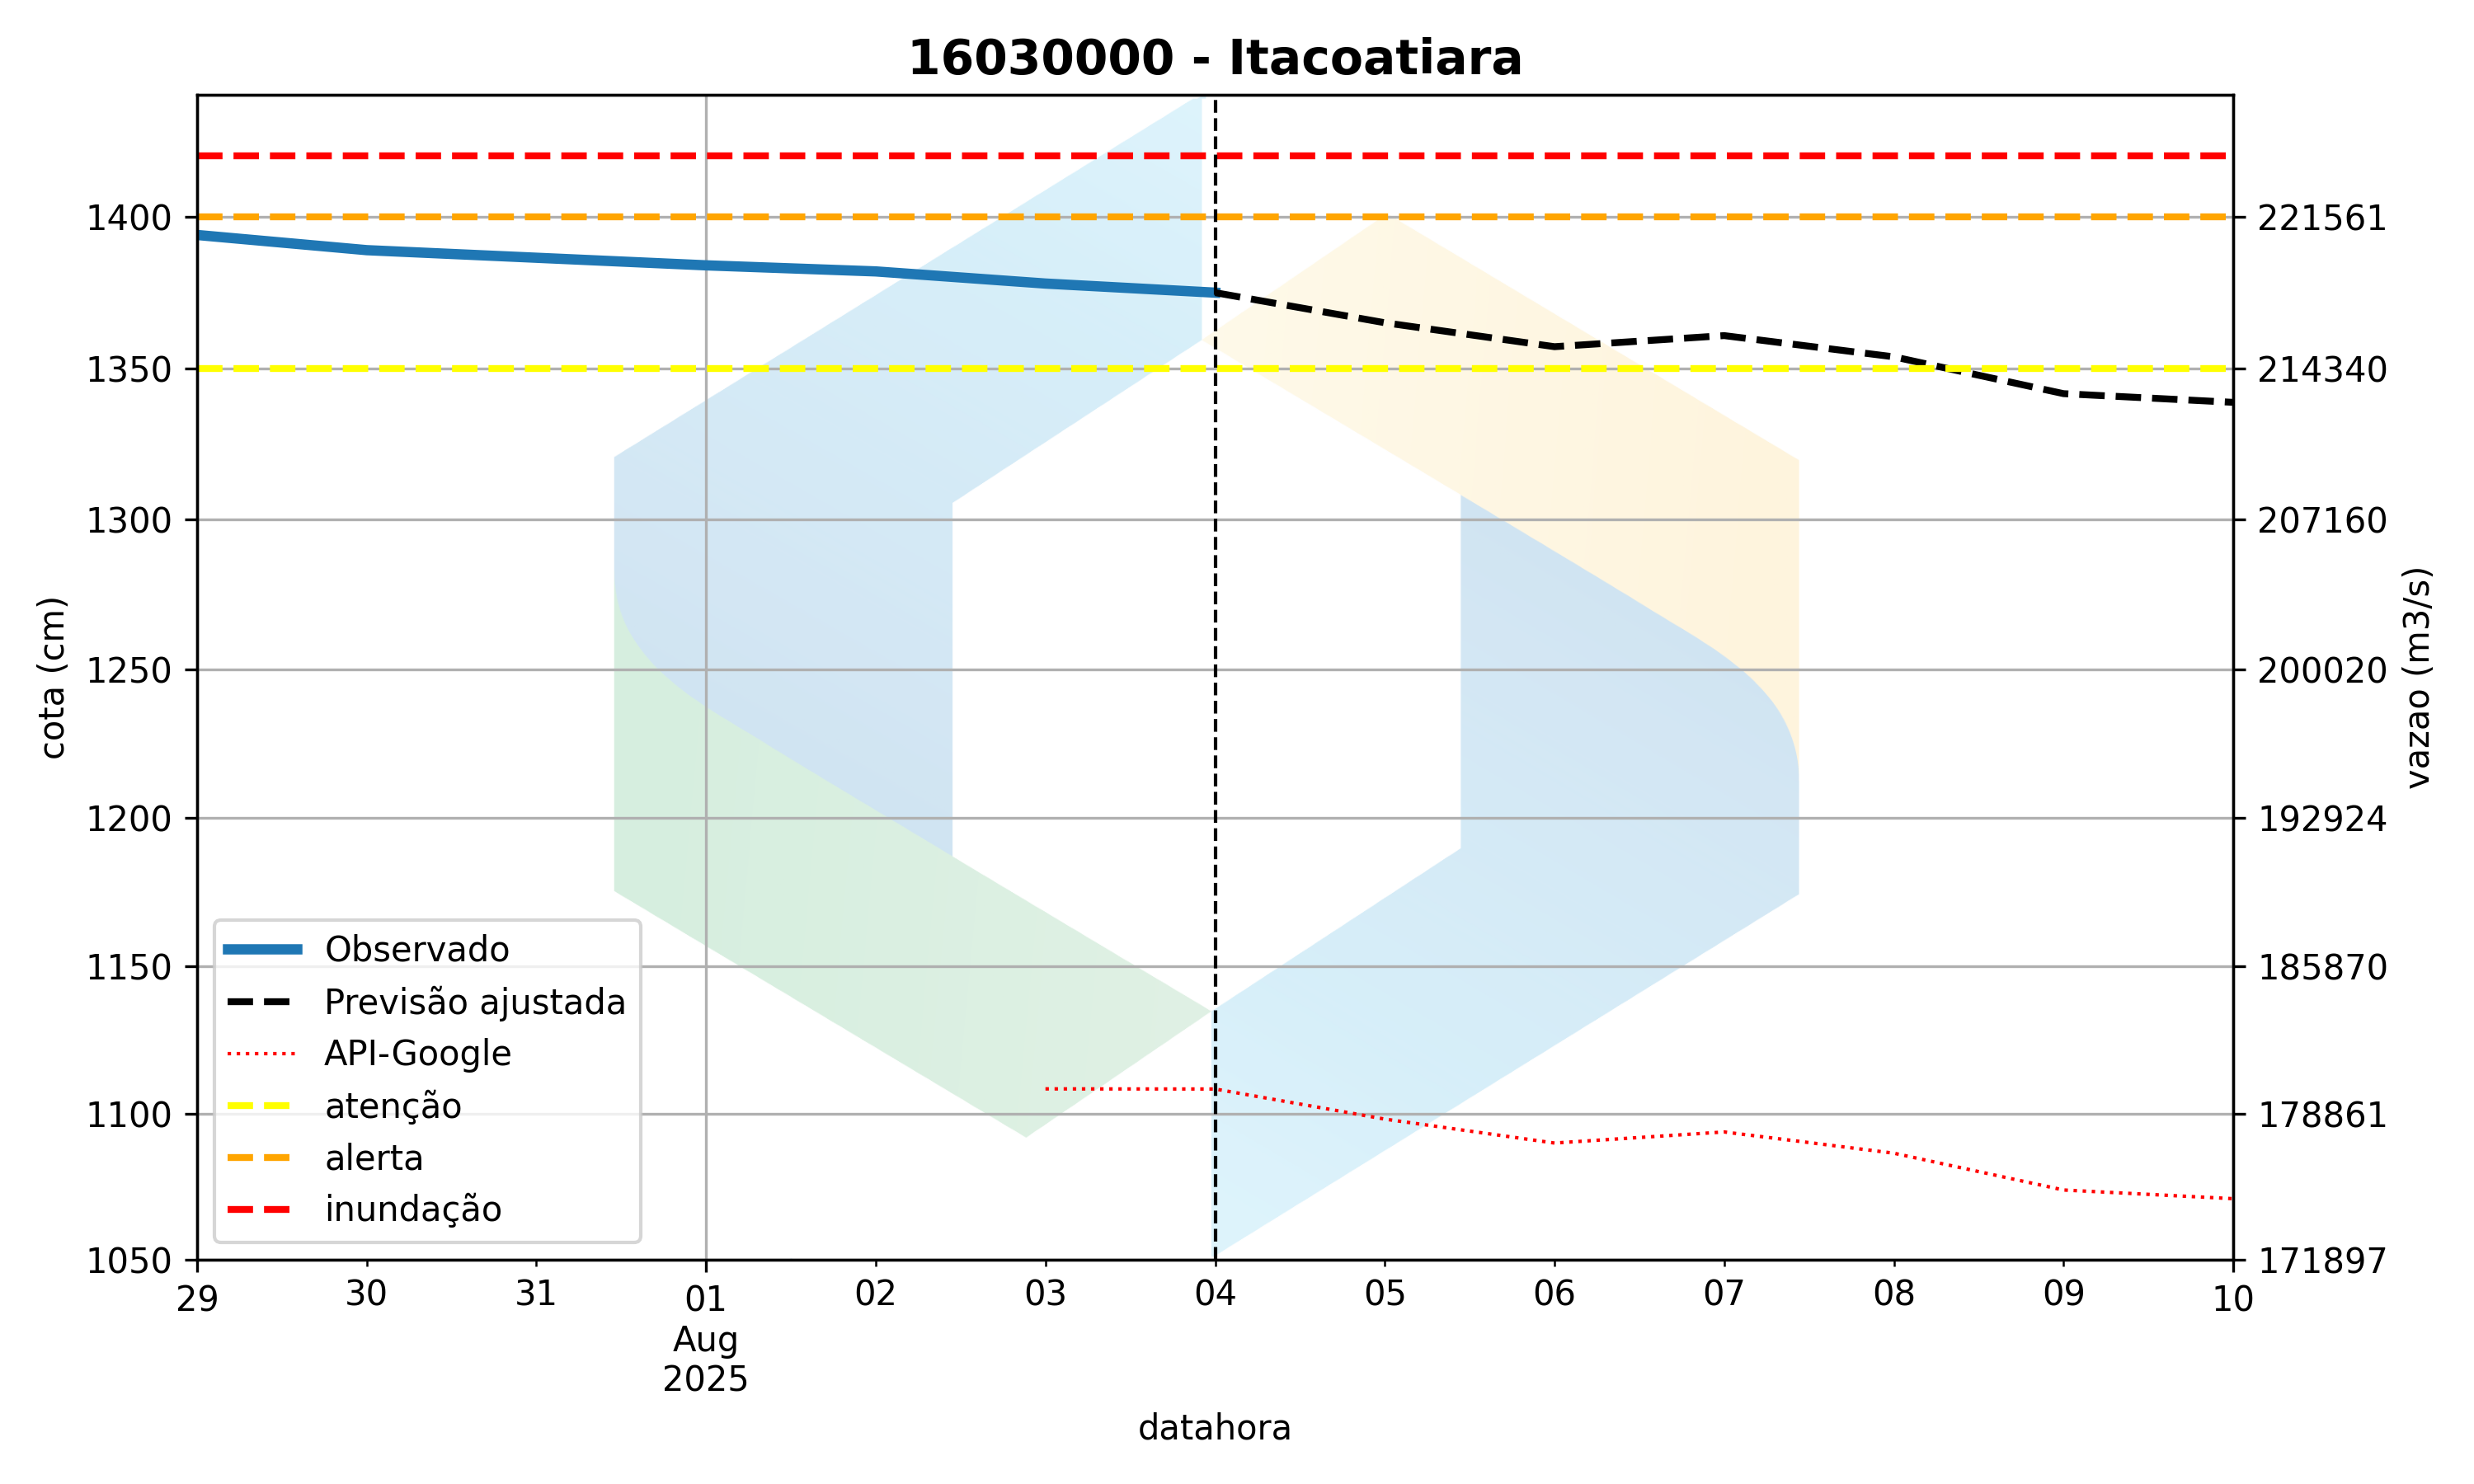 16030000 - Itacoatiara
1400
1350
1300
1250
1200
1150
1100
1050
cota (cm)
221561
214340
207160
200020
192924
185870
178861
171897
vazao (m3/s)
Observado
Previsão ajustada
API-Google
atenção
alerta
inundação
29 30 31 01 02 03 04 05 06 07 08 09 10
Aug
2025
datahora